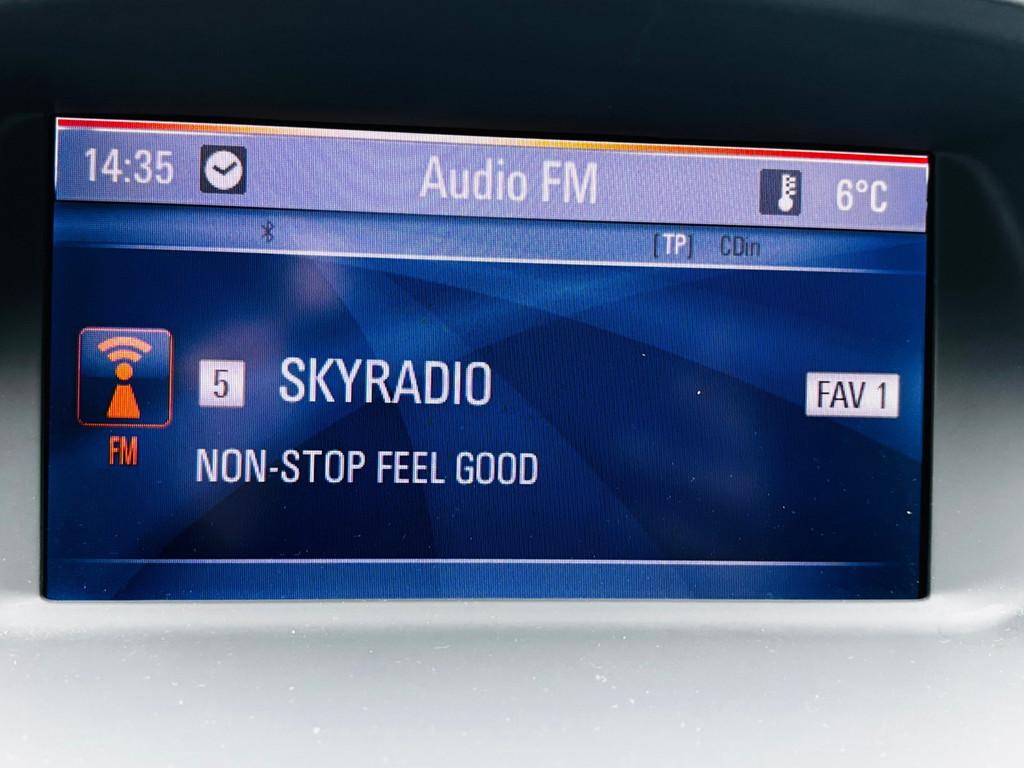 14:35 Audio FM 6°C
[TP] CDin
5 SKYRADIO FAV 1
FM
NON-STOP FEEL GOOD